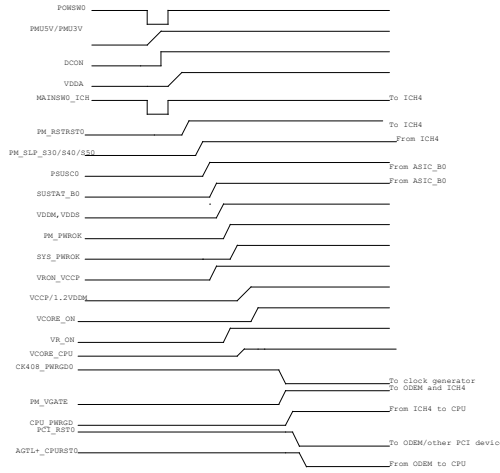 POWSW0
PMU5V/PMU3V
DCON
VDDA
MAINSW0_ICH To ICH4
PM_RSTRST0 To ICH4
PM_SLP_S30/S40/S50 From ICH4
PSUSC0 From ASIC_B0
SUSTAT_B0 From ASIC_B0
VDDM,VDDS
PM_PWROK
SYS_PWROK
VRON_VCCP
VCCP/1.2VDDM
VCORE_ON
VR_ON
VCORE_CPU
CK408_PWRGD0 To clock generator
PM_VGATE To ODEM and ICH4
CPU_PWRGD From ICH4 to CPU
PCI_RST0 To ODEM/other PCI devic
AGTL+_CPURST0 From ODEM to CPU